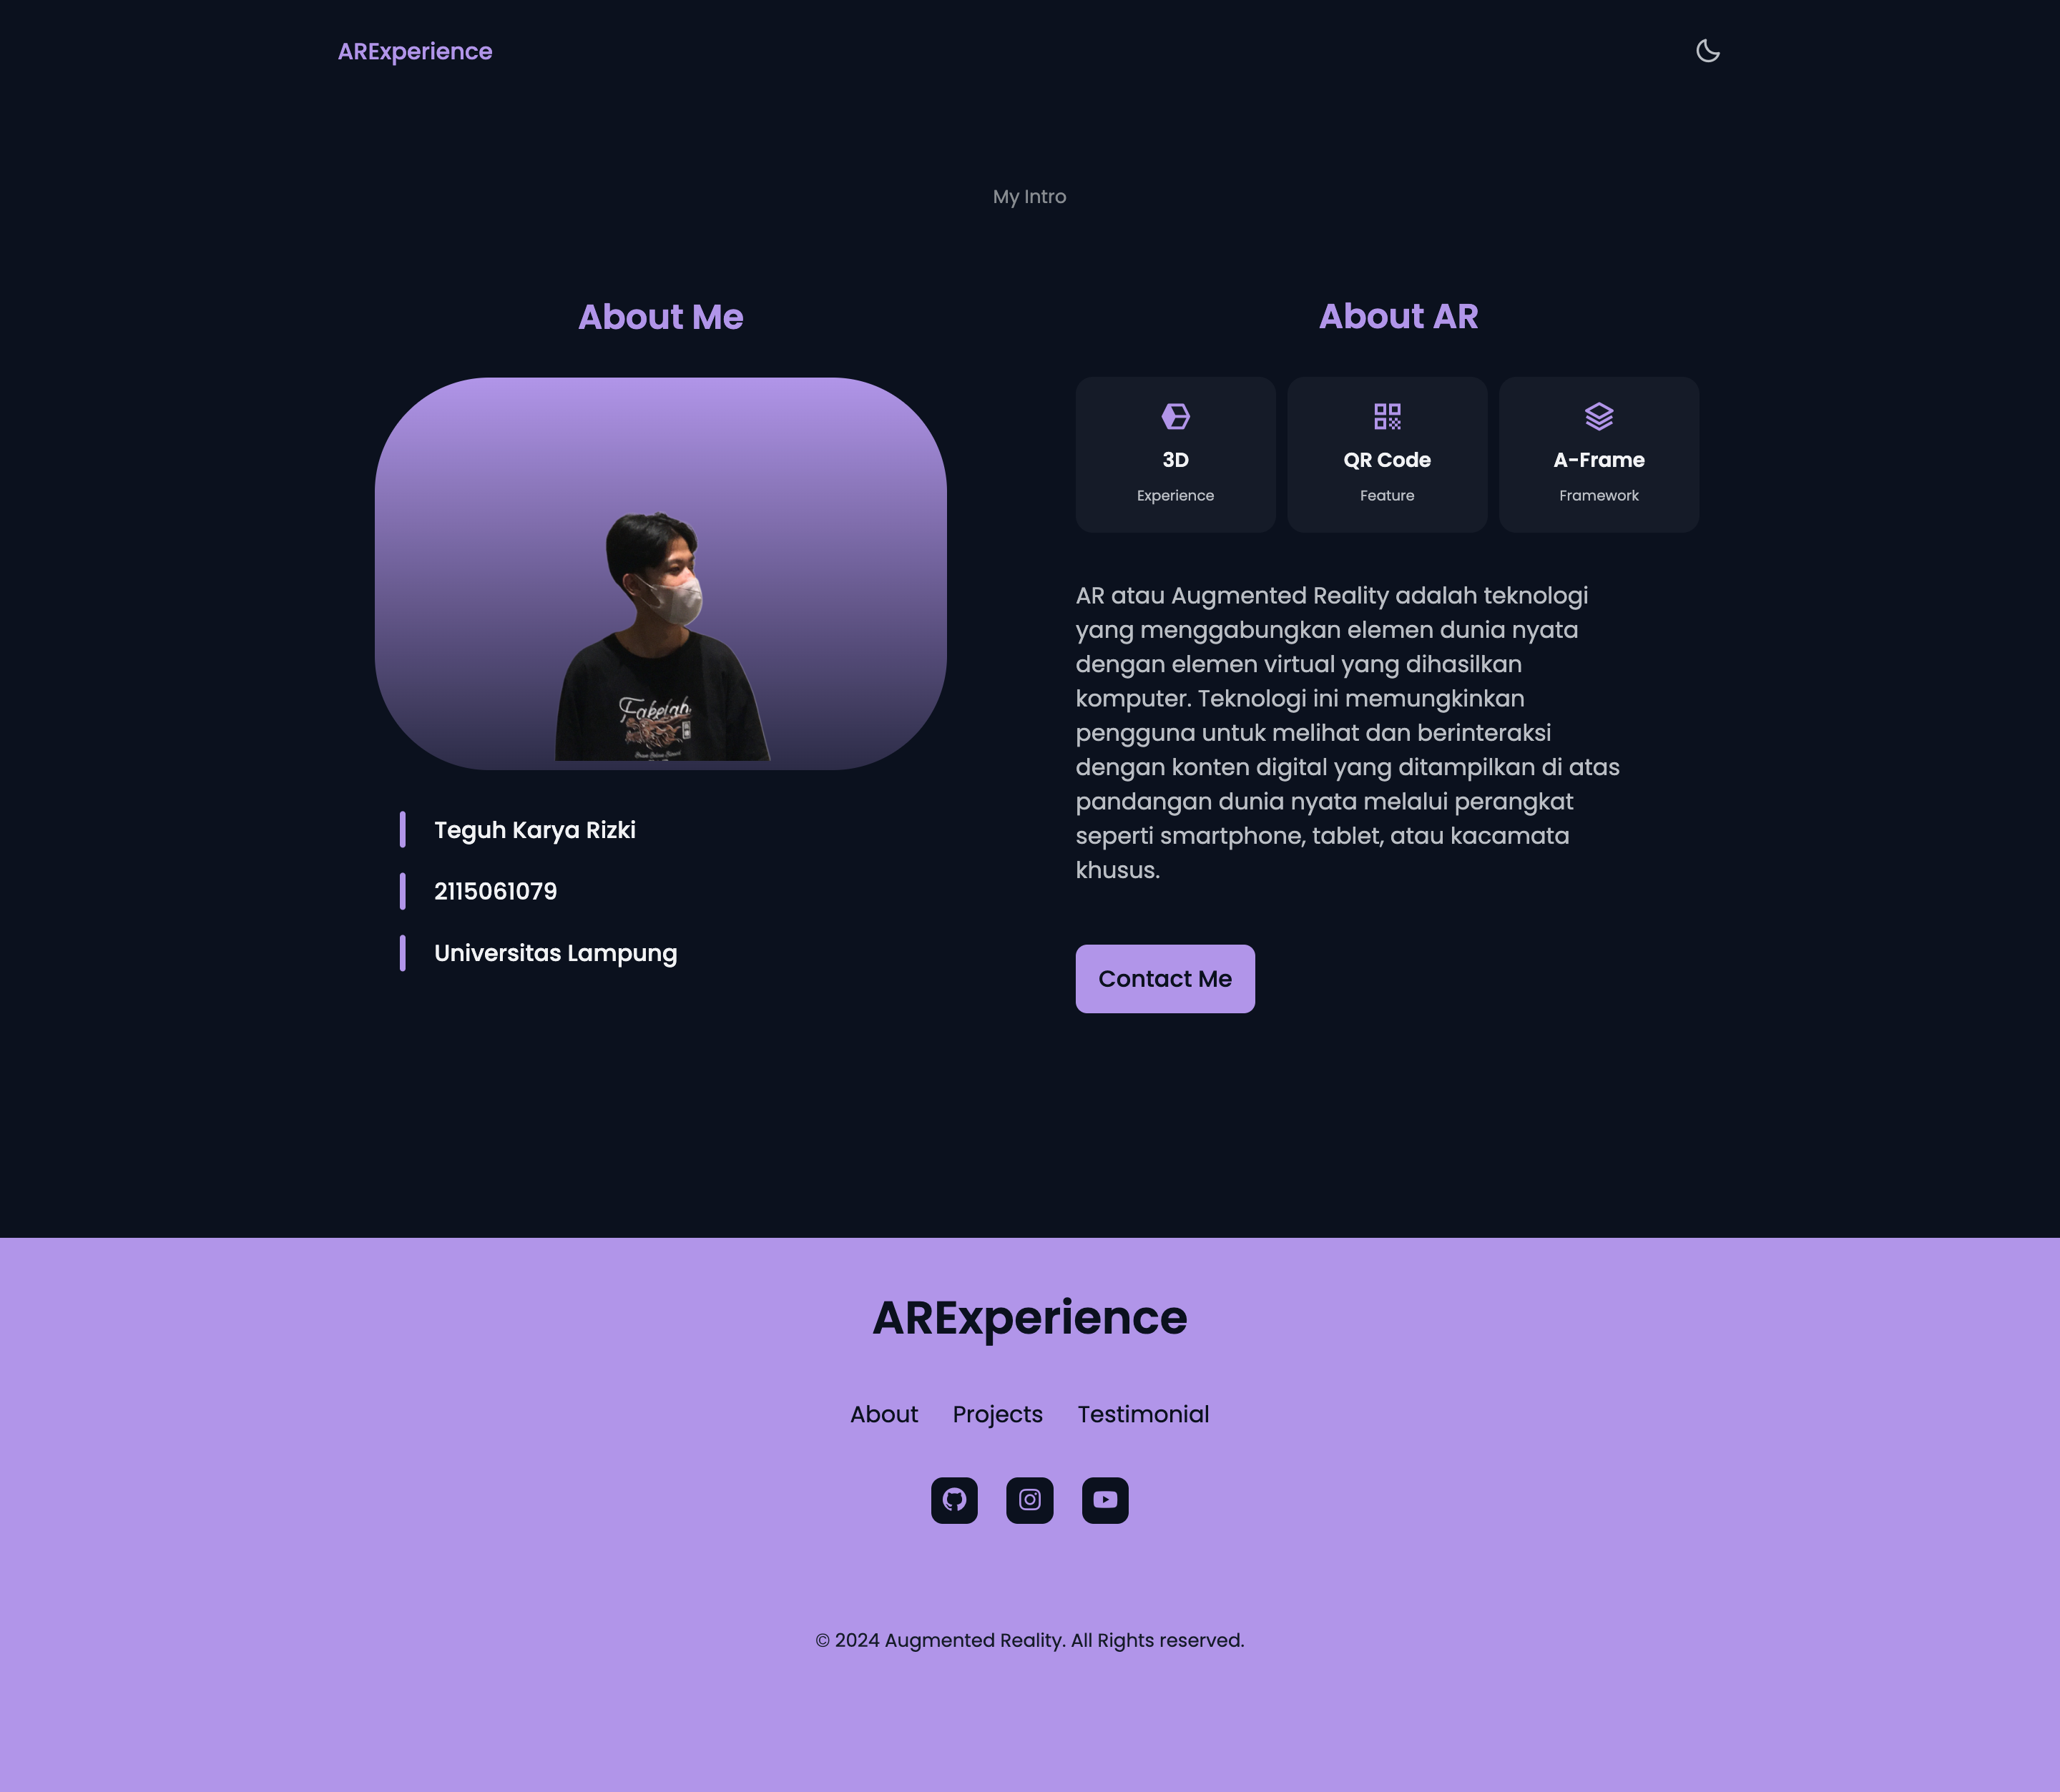 ARExperience
My Intro
About Me
Teguh Karya Rizki
2115061079
Universitas Lampung
About AR
3D
Experience
QR Code
Feature
A-Frame
Framework
AR atau Augmented Reality adalah teknologi
yang menggabungkan elemen dunia nyata
dengan elemen virtual yang dihasilkan
komputer. Teknologi ini memungkinkan
pengguna untuk melihat dan berinteraksi
dengan konten digital yang ditampilkan di atas
pandangan dunia nyata melalui perangkat
seperti smartphone, tablet, atau kacamata
khusus.
Contact Me
ARExperience
About Projects Testimonial
© 2024 Augmented Reality. All Rights reserved.